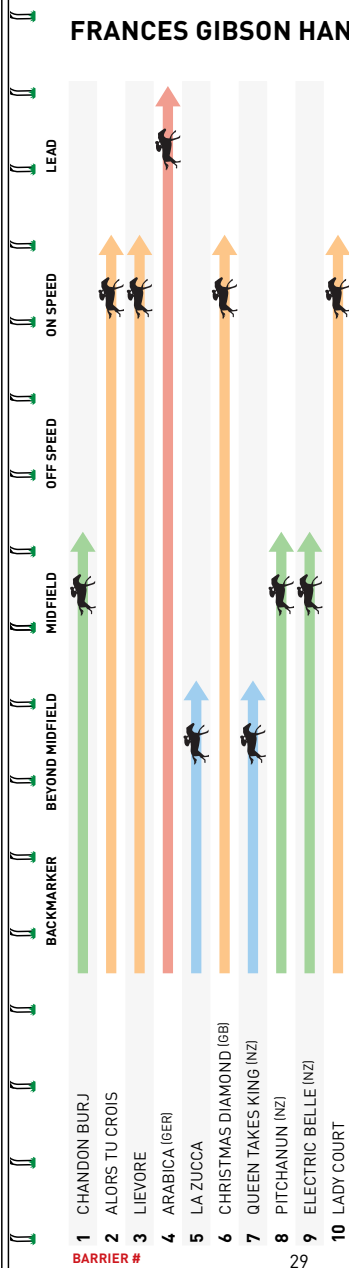 FRANCES GIBSON HAN
LEAD
ON SPEED
OFF SPEED
MIDFIELD
BEYOND MIDFIELD
BACKMARKER
1 CHANDON BURJ
2 ALORS TU CROIS
3 LIEVORE
4 ARABICA (GER)
5 LA ZUCCA
6 CHRISTMAS DIAMOND (GB)
7 QUEEN TAKES KING (NZ)
8 PITCHANUN (NZ)
9 ELECTRIC BELLE (NZ)
10 LADY COURT
BARRIER #
29